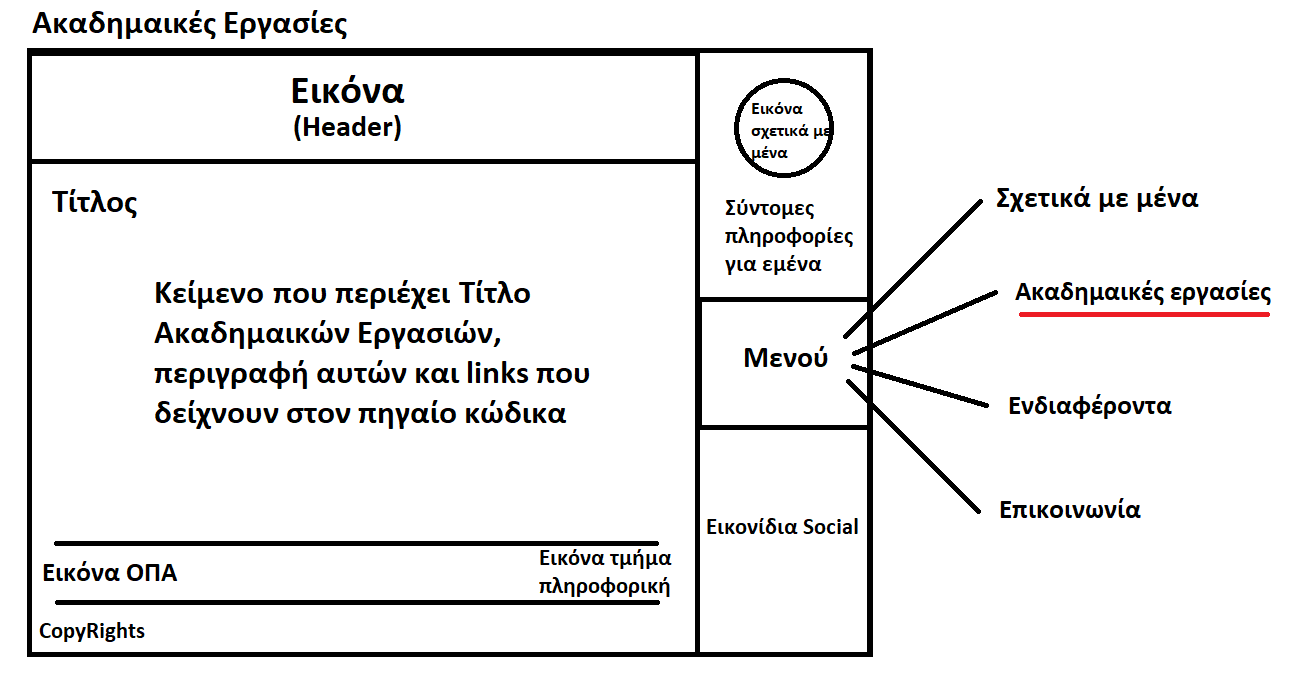 Ακαδημαικές Εργασίες
Εικόνα
(Header)
Τίτλος
Κείμενο που περιέχει Τίτλο
Ακαδημαικών Εργασιών,
περιγραφή αυτών και links που
δείχνουν στον πηγαίο κώδικα
Εικόνα ΟΠΑ
Εικόνα τμήμα
πληροφορική
CopyRights
Εικόνα
σχετικά με
μένα
Σύντομες
πληροφορίες
για εμένα
Μενού
Εικονίδια Social
Σχετικά με μένα
Ακαδημαικές εργασίες
Ενδιαφέροντα
Επικοινωνία